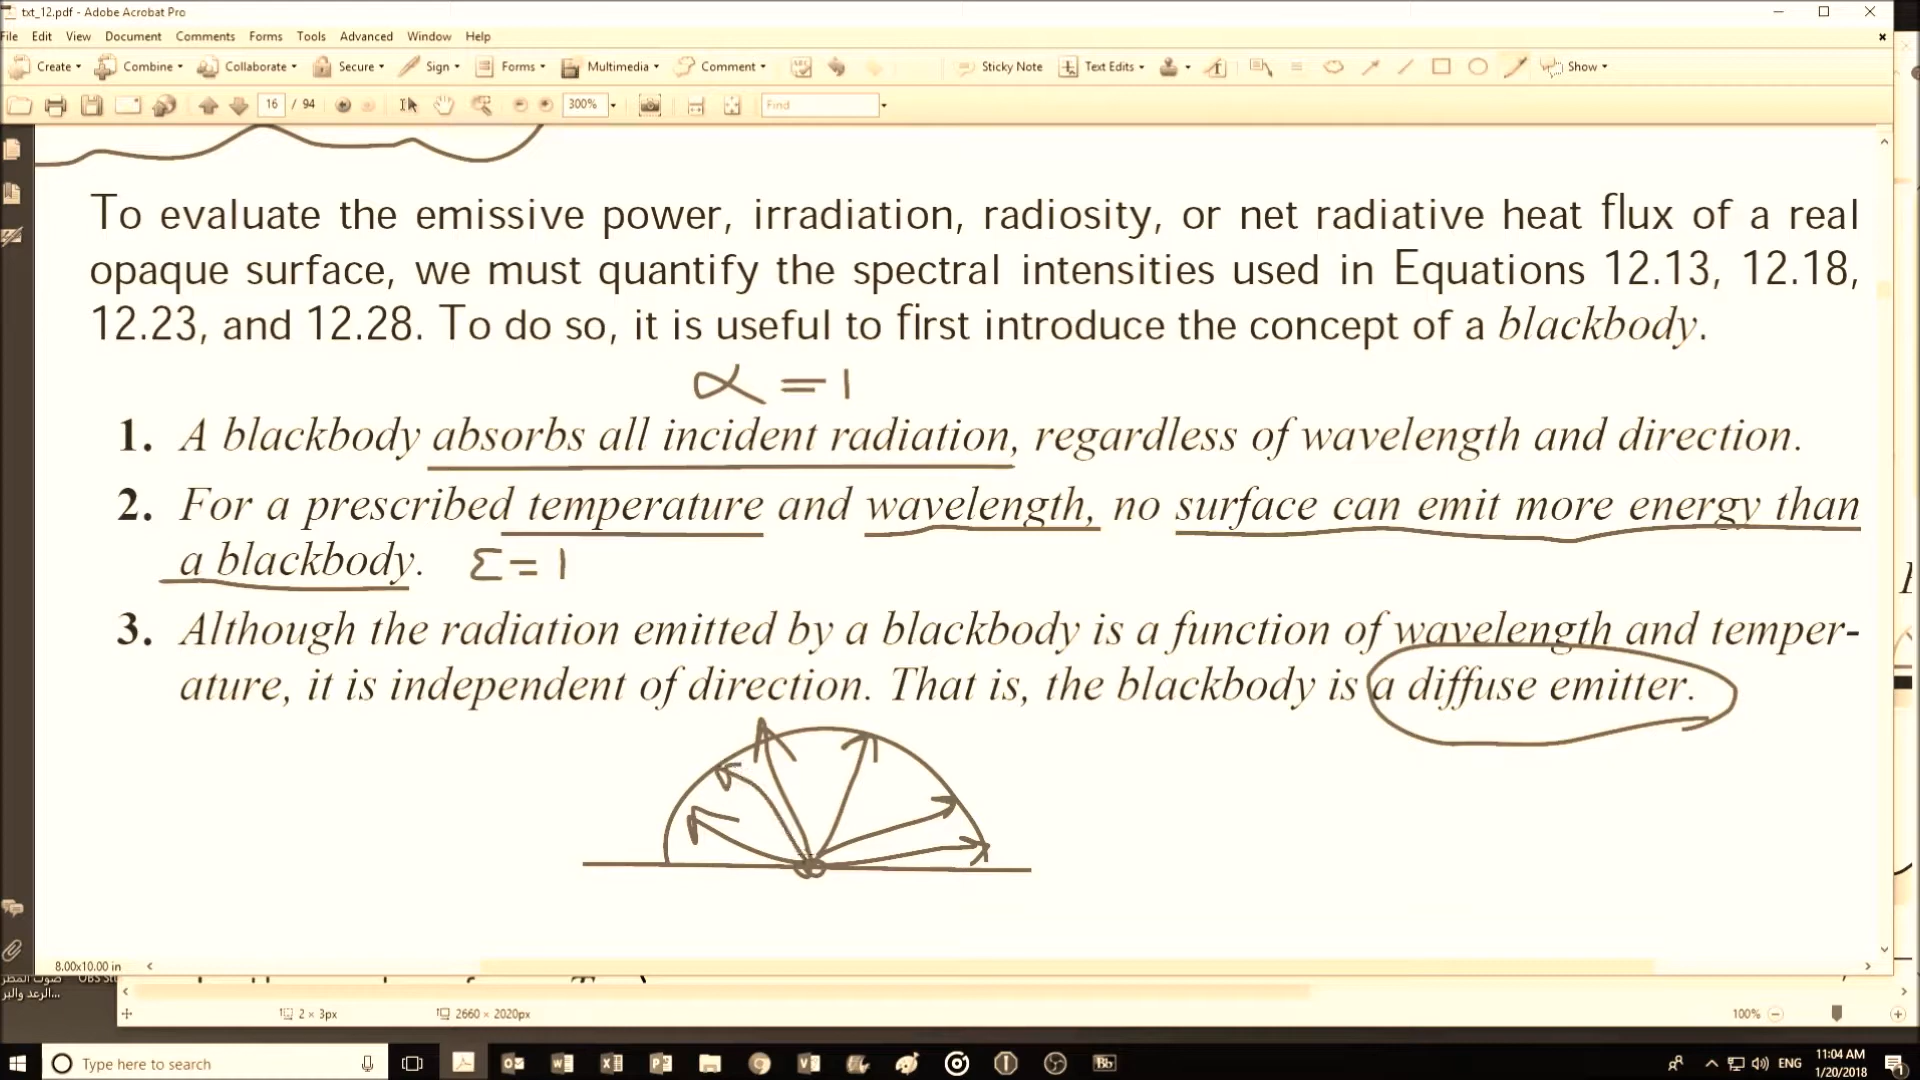 txt_12.pdf - Adobe Acrobat Pro
File Edit View Document Comments Forms Tools Advanced Window Help
Create Combine Collaborate Secure Sign Forms Multimedia Comment Sticky Note Text Edits Show
16 / 94 300% Find
To evaluate the emissive power, irradiation, radiosity, or net radiative heat flux of a real
opaque surface, we must quantify the spectral intensities used in Equations 12.13, 12.18,
12.23, and 12.28. To do so, it is useful to first introduce the concept of a blackbody.
α = 1
1. A blackbody absorbs all incident radiation, regardless of wavelength and direction.
2. For a prescribed temperature and wavelength, no surface can emit more energy than
a blackbody. Σ = 1
3. Although the radiation emitted by a blackbody is a function of wavelength and temper-
ature, it is independent of direction. That is, the blackbody is a diffuse emitter.
8.00x10.00 in
صوت المطر
والرعد والبر...
2 × 3px 2660 × 2020px 100%
Type here to search ENG 11:04 AM
1/20/2018